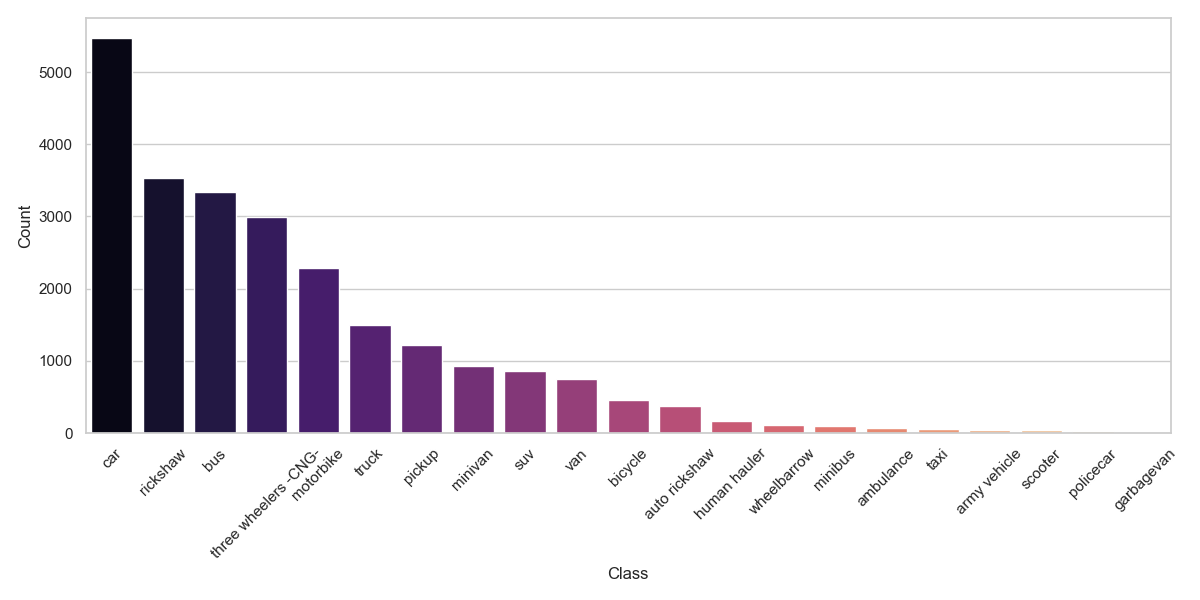 5000
4000
3000
2000
1000
0
Count
car
rickshaw
bus
three wheelers -CNG-
motorbike
truck
pickup
minivan
suv
van
bicycle
auto rickshaw
human hauler
wheelbarrow
minibus
ambulance
taxi
army vehicle
scooter
policecar
garbagevan
Class